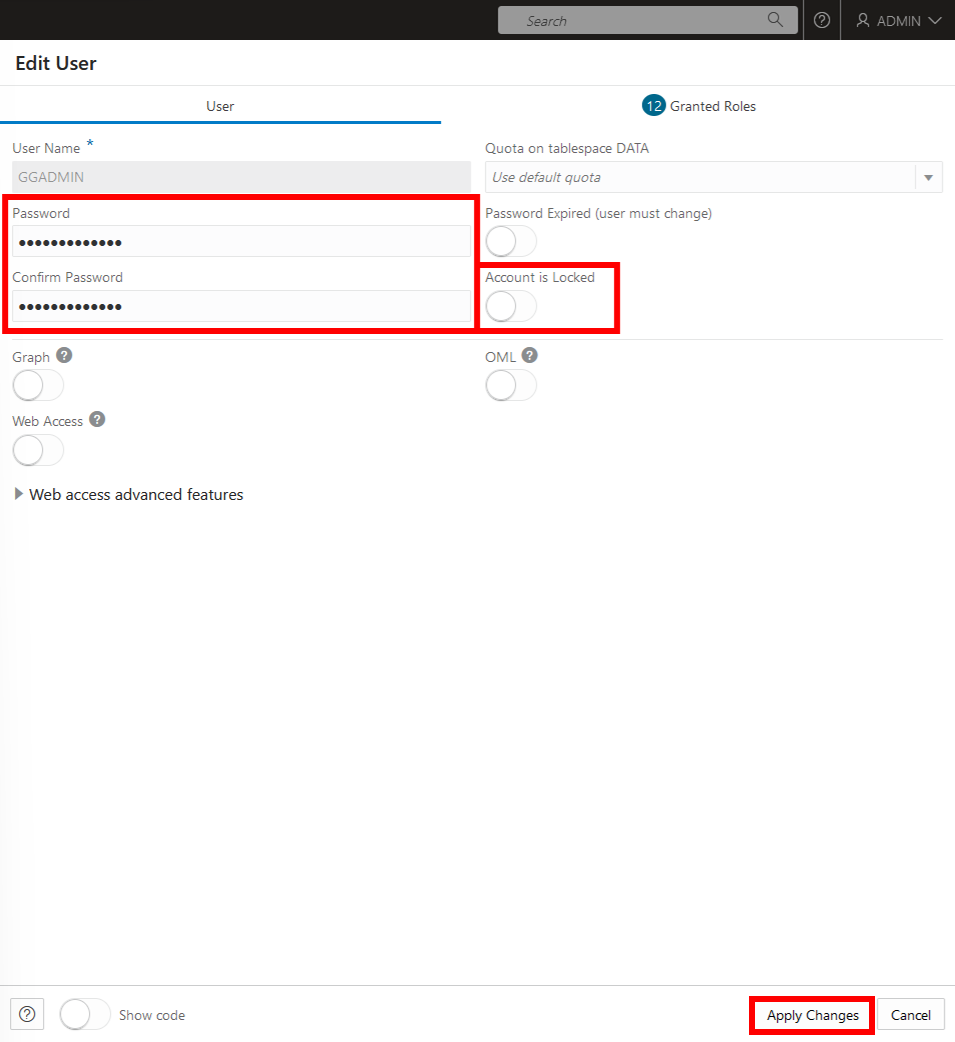 Search
ADMIN
Edit User
User
12 Granted Roles
User Name *
Quota on tablespace DATA
GGADMIN
Use default quota
Password
Password Expired (user must change)
●●●●●●●●●●●●●
Confirm Password
Account is Locked
●●●●●●●●●●●●●
Graph ?
OML ?
Web Access ?
Web access advanced features
? Show code
Apply Changes
Cancel